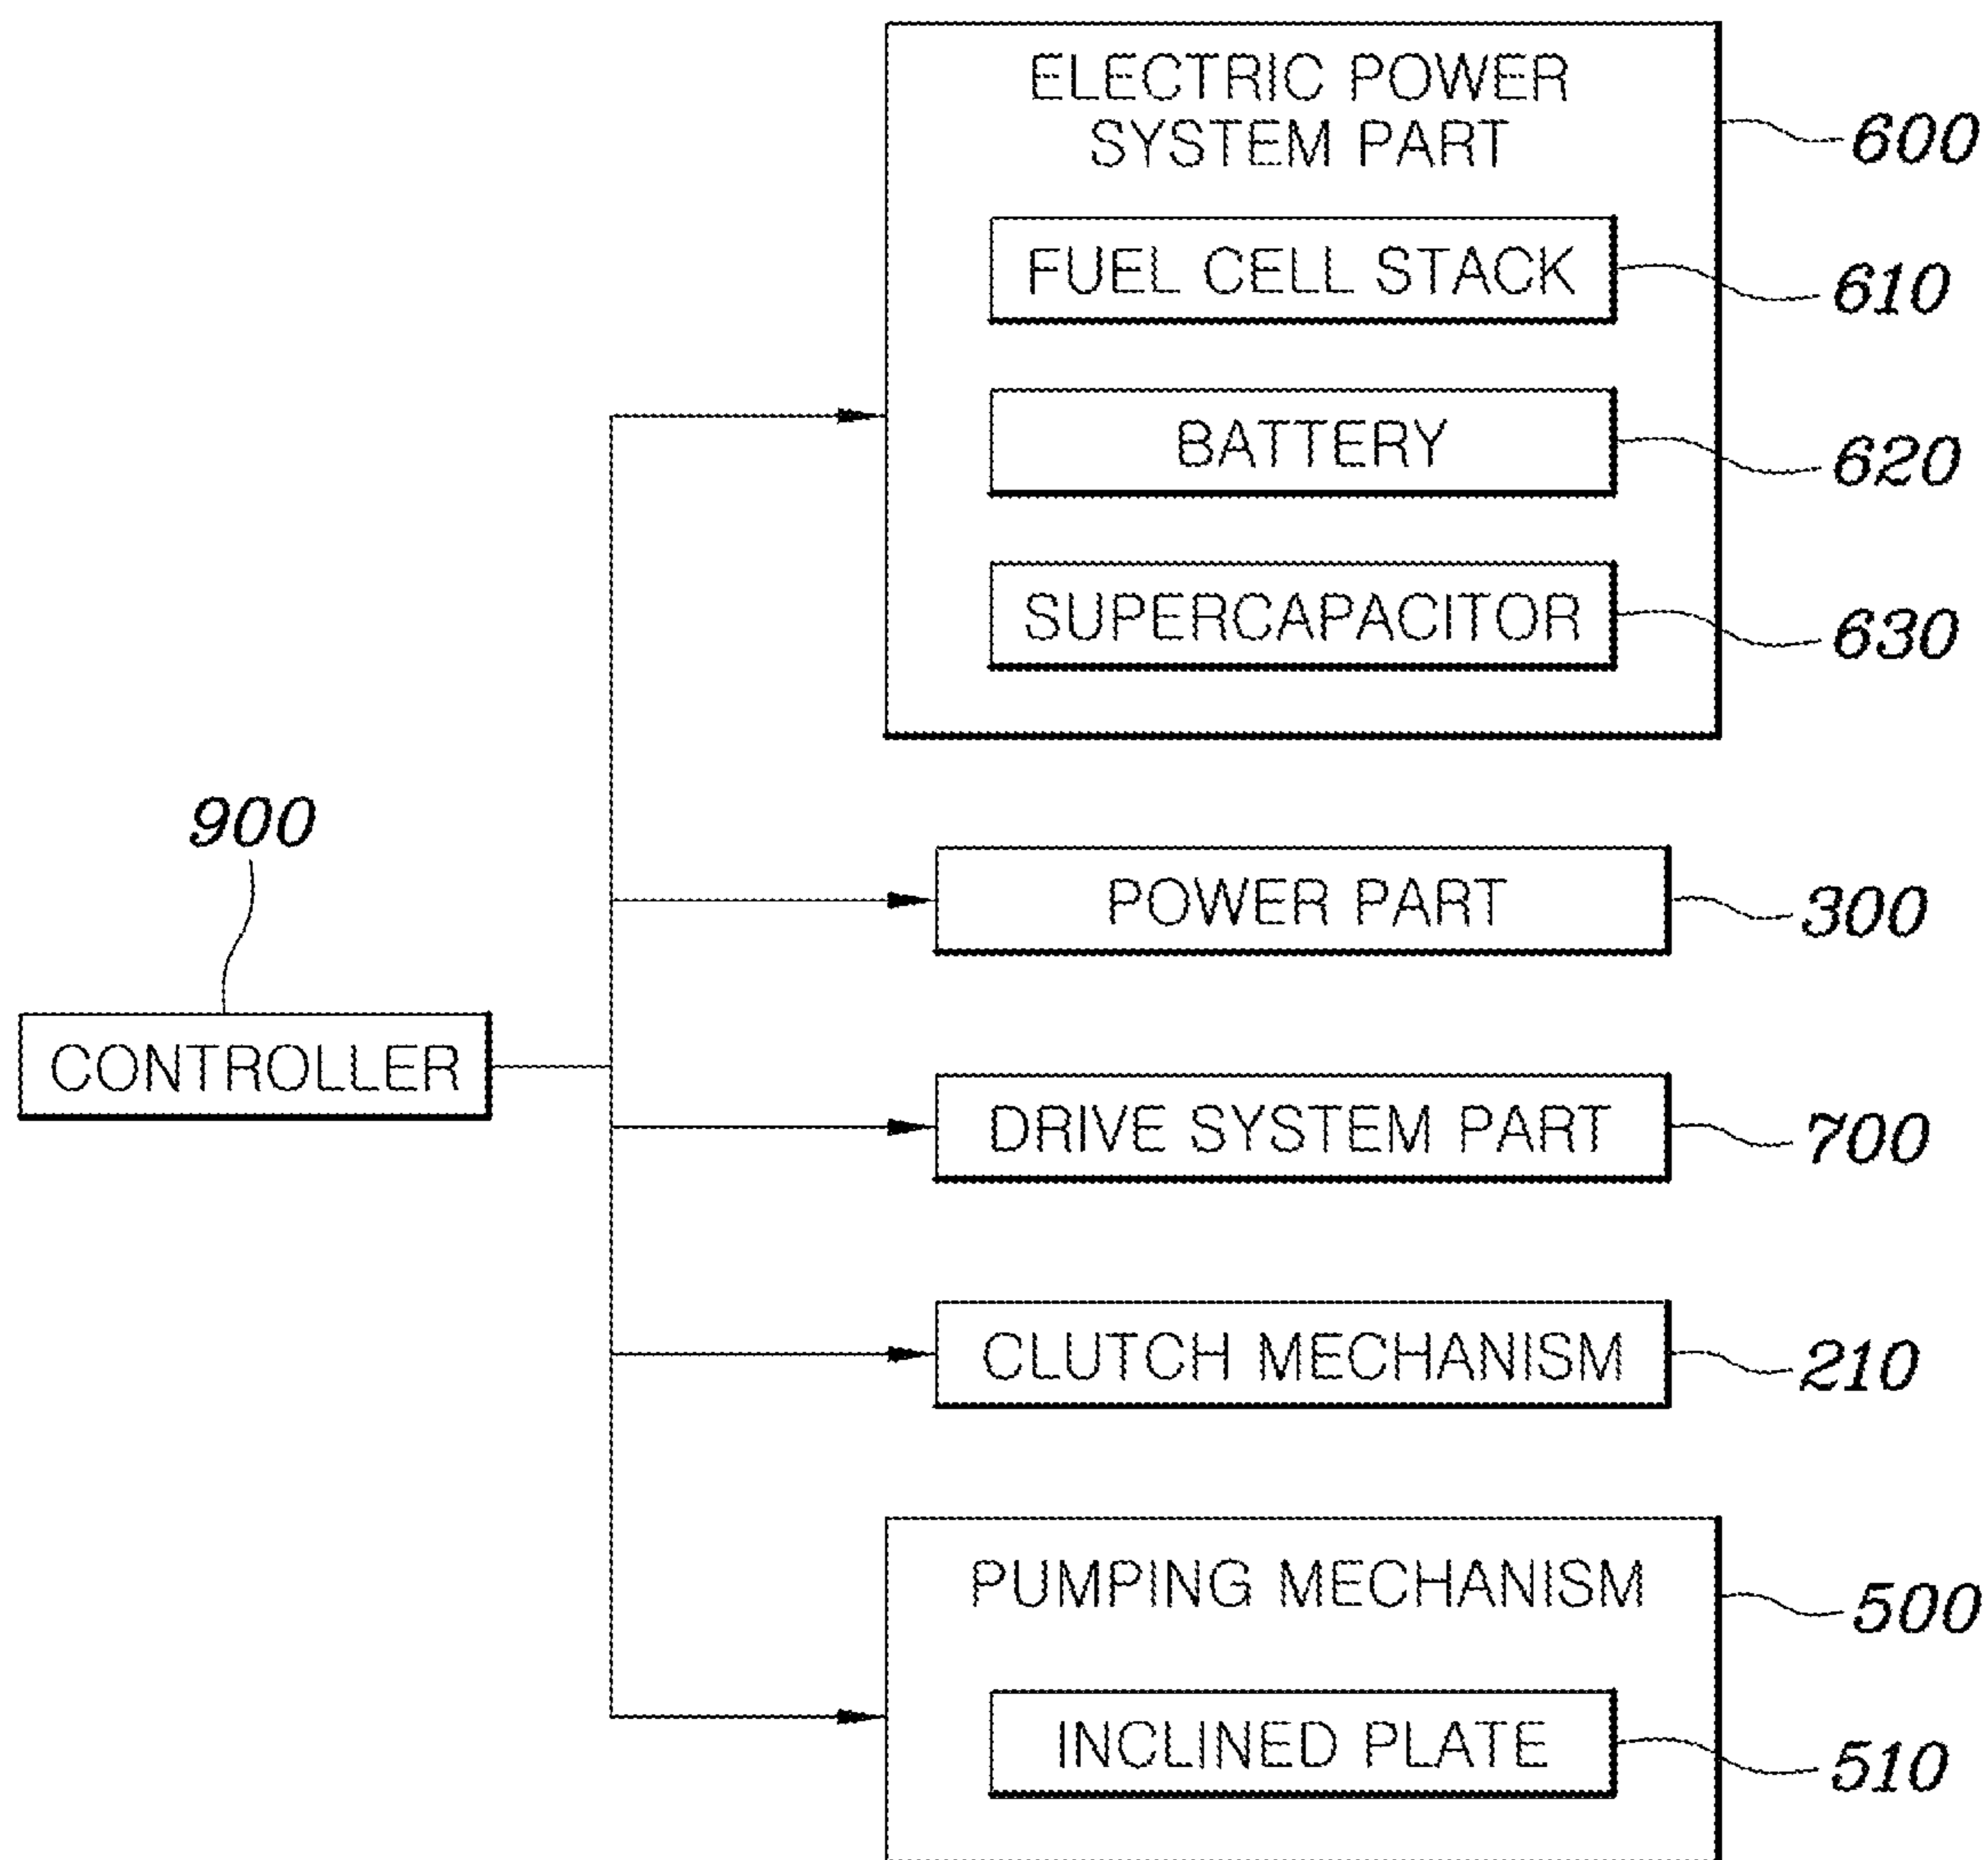 ELECTRIC POWER
SYSTEM PART
600
FUEL CELL STACK
610
BATTERY
620
SUPERCAPACITOR
630
900
POWER PART
300
CONTROLLER
DRIVE SYSTEM PART
700
CLUTCH MECHANISM
210
PUMPING MECHANISM
500
INCLINED PLATE
510